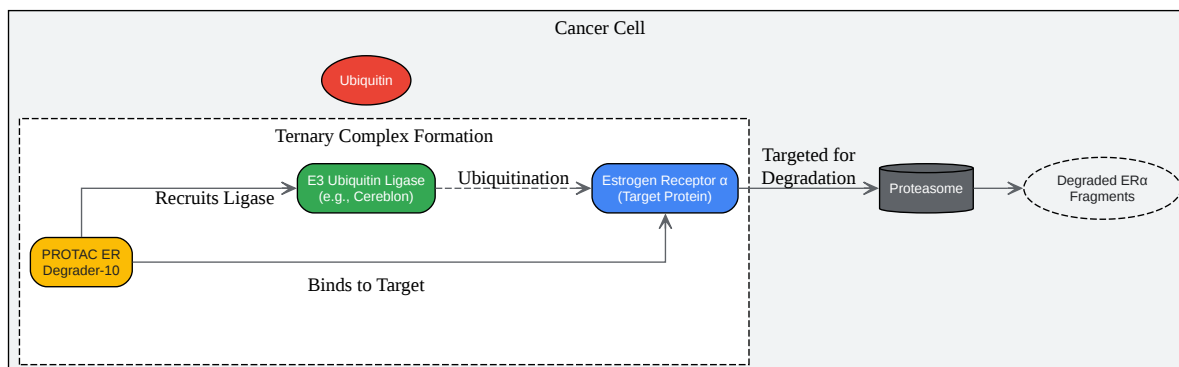 Cancer Cell
Ubiquitin
Ternary Complex Formation
E3 Ubiquitin Ligase
(e.g., Cereblon)
Recruits Ligase
Ubiquitination
Estrogen Receptor α
(Target Protein)
Targeted for
Degradation
Proteasome
Degraded ERα
Fragments
PROTAC ER
Degrader-10
Binds to Target